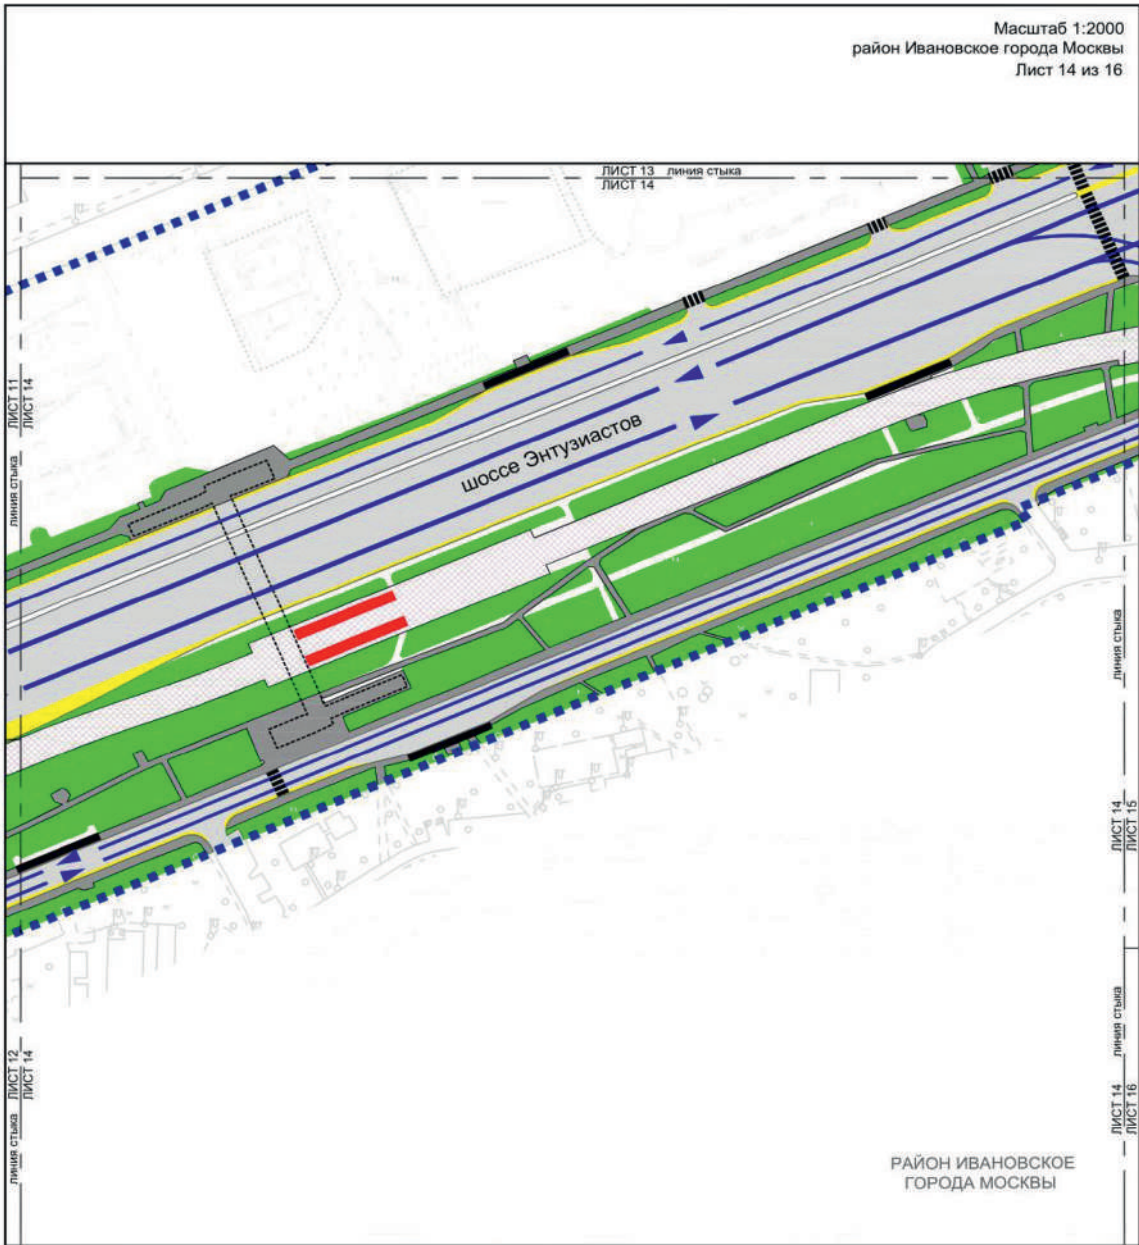 Масштаб 1:2000
район Ивановское города Москвы
Лист 14 из 16
ЛИСТ 13 линия стыка
ЛИСТ 14
ЛИСТ 11
ЛИСТ 14
линия стыка
шоссе Энтузиастов
линия стыка
ЛИСТ 14
ЛИСТ 15
линия стыка
ЛИСТ 12
ЛИСТ 14
линия стыка
ЛИСТ 14
ЛИСТ 16
РАЙОН ИВАНОВСКОЕ
ГОРОДА МОСКВЫ